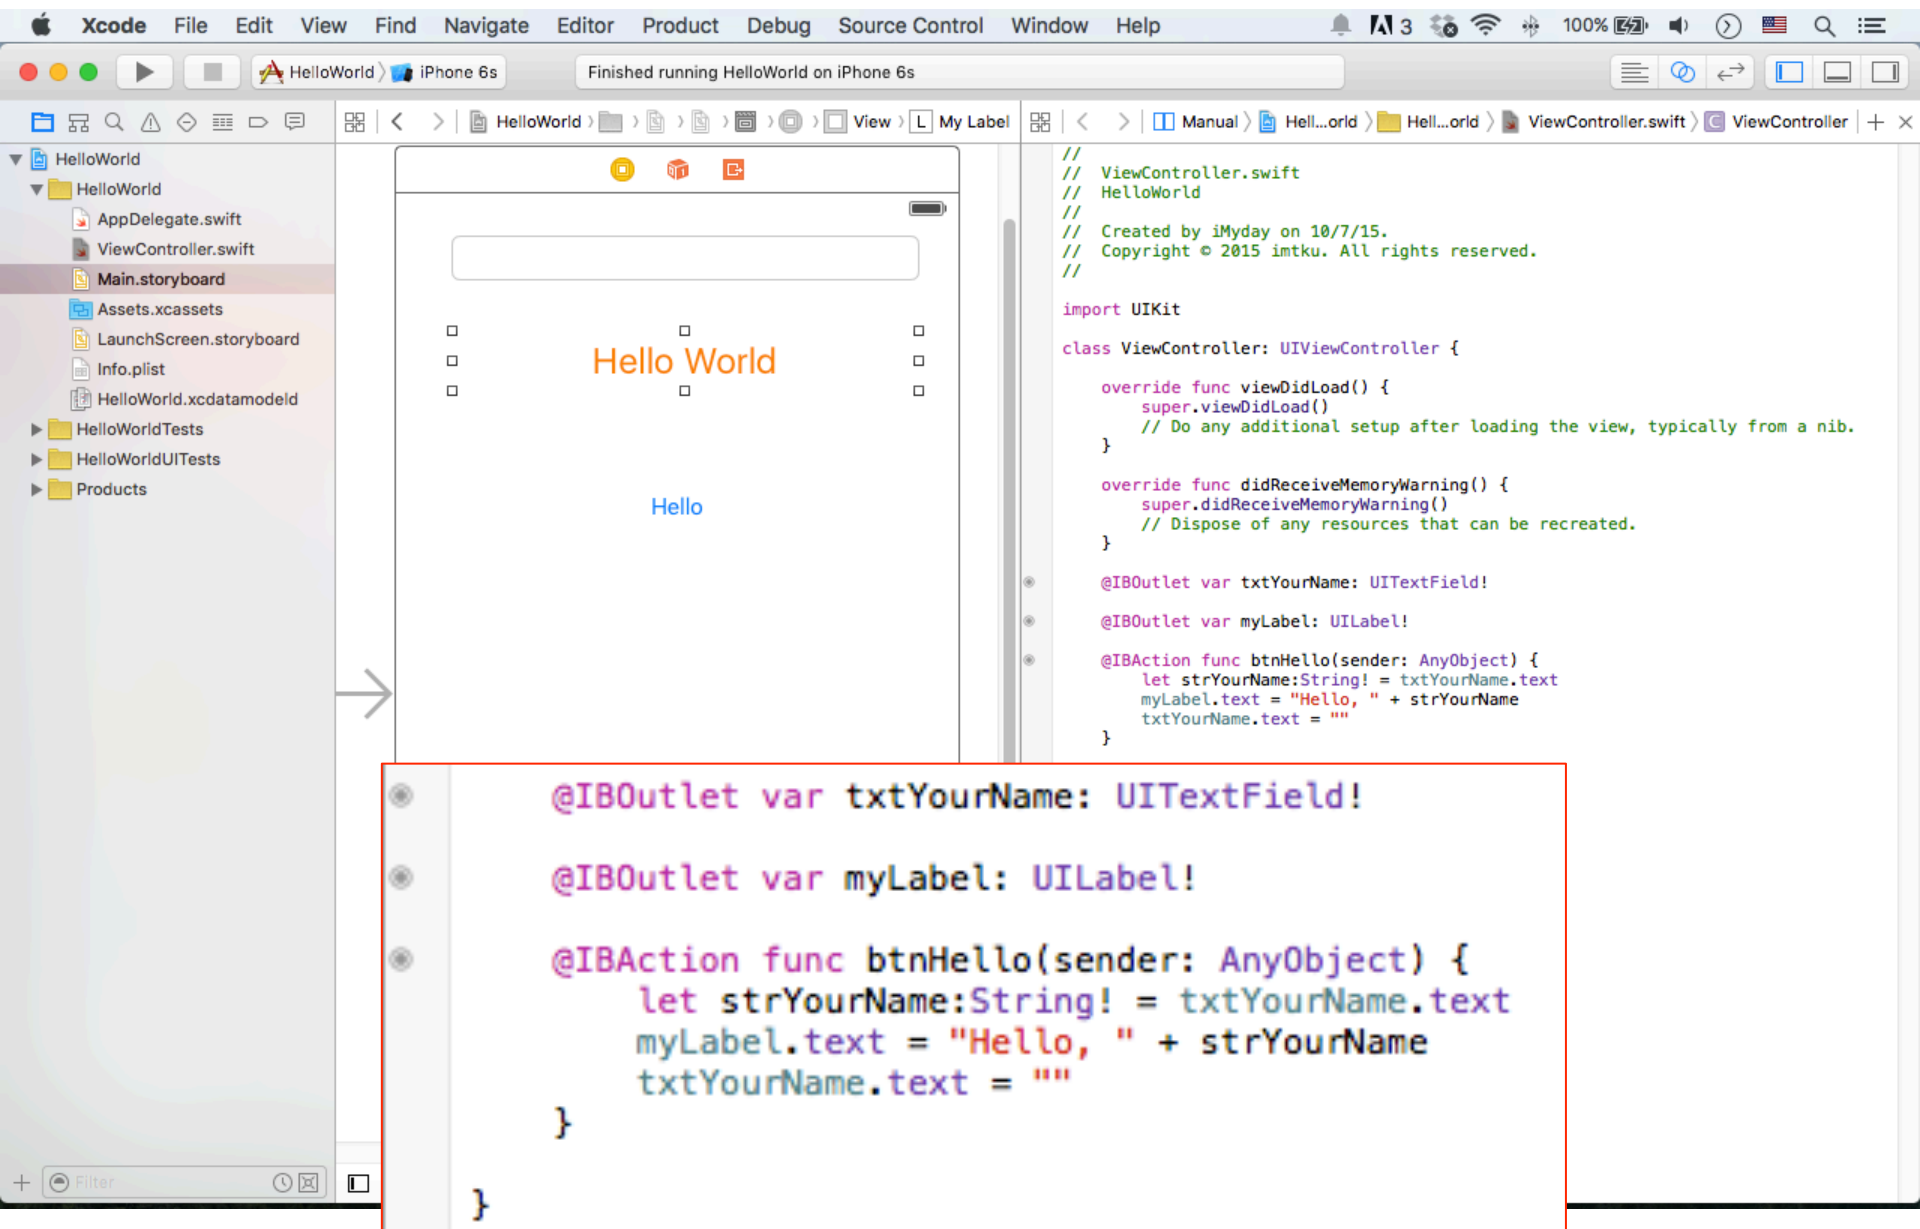 Xcode File Edit View Find Navigate Editor Product Debug Source Control Window Help 3 100%
HelloWorld iPhone 6s Finished running HelloWorld on iPhone 6s
HelloWorld View L My Label
Manual Hell...orld Hell...orld ViewController.swift C ViewController
HelloWorld
HelloWorld
AppDelegate.swift
ViewController.swift
Main.storyboard
Assets.xcassets
LaunchScreen.storyboard
Info.plist
HelloWorld.xcdatamodeld
HelloWorldTests
HelloWorldUITests
Products
Filter
Hello World
Hello
//
// ViewController.swift
// HelloWorld
//
// Created by iMyday on 10/7/15.
// Copyright © 2015 imtku. All rights reserved.
//
import UIKit
class ViewController: UIViewController {
override func viewDidLoad() {
super.viewDidLoad()
// Do any additional setup after loading the view, typically from a nib.
}
override func didReceiveMemoryWarning() {
super.didReceiveMemoryWarning()
// Dispose of any resources that can be recreated.
}
@IBOutlet var txtYourName: UITextField!
@IBOutlet var myLabel: UILabel!
@IBAction func btnHello(sender: AnyObject) {
let strYourName:String! = txtYourName.text
myLabel.text = "Hello, " + strYourName
txtYourName.text = ""
}
@IBOutlet var txtYourName: UITextField!
@IBOutlet var myLabel: UILabel!
@IBAction func btnHello(sender: AnyObject) {
let strYourName:String! = txtYourName.text
myLabel.text = "Hello, " + strYourName
txtYourName.text = ""
}
}